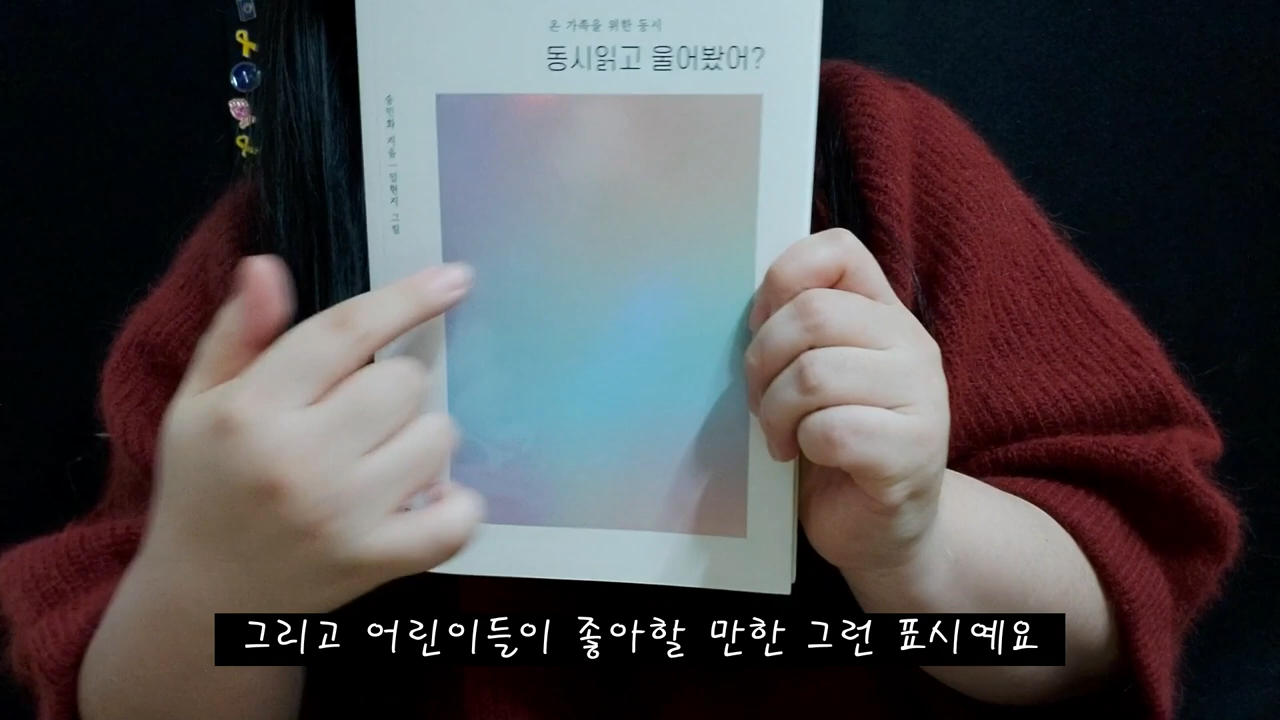 온 가족을 위한 동시
동시읽고 울어봤어?
송민화 지음 | 임현지 그림
그리고 어린이들이 좋아할 만한 그런 표시예요